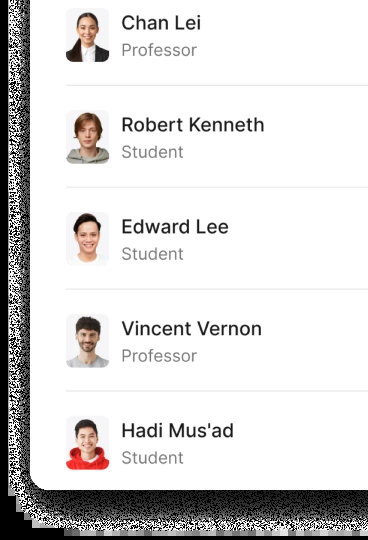 Chan Lei
Professor
Robert Kenneth
Student
Edward Lee
Student
Vincent Vernon
Professor
Hadi Mus'ad
Student